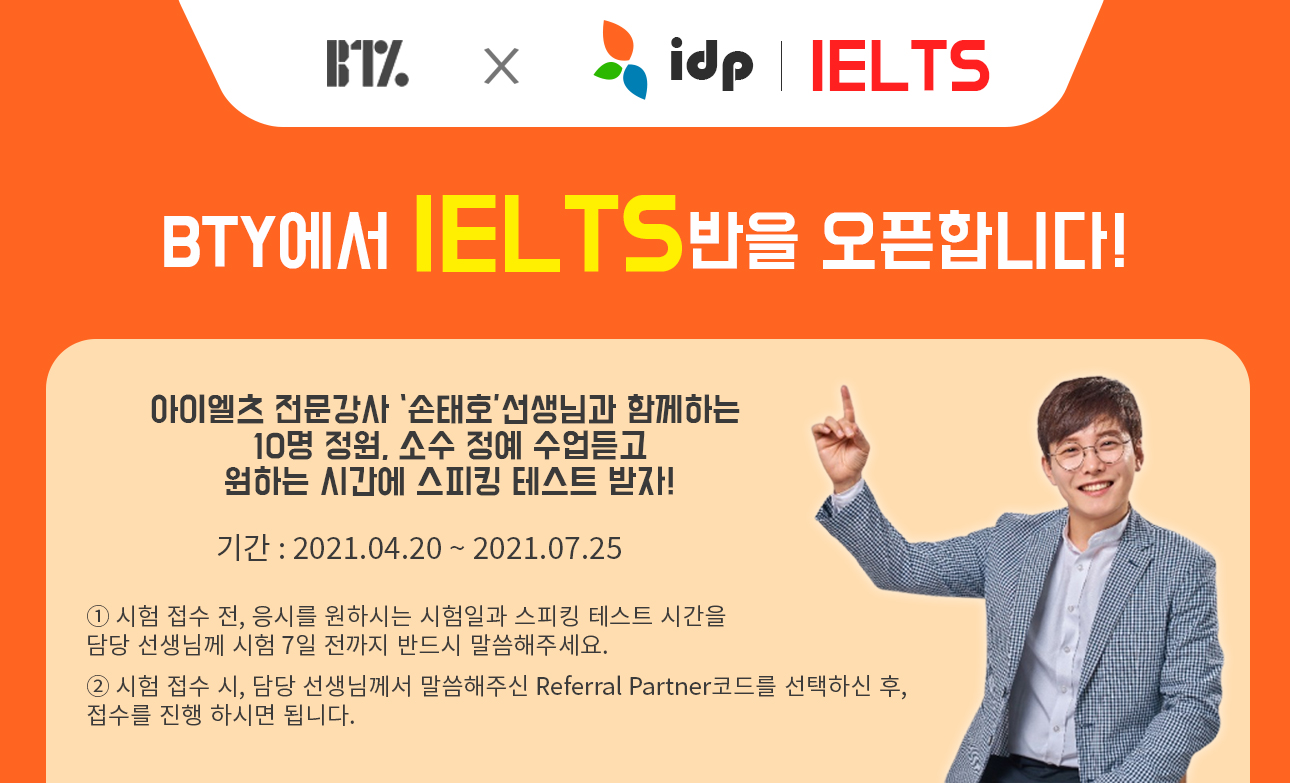 BTY. × idp | IELTS
BTY에서 IELTS반을 오픈합니다!
아이엘츠 전문강사 '손태호'선생님과 함께하는
10명 정원, 소수 정예 수업듣고
원하는 시간에 스피킹 테스트 받자!
기간 : 2021.04.20 ~ 2021.07.25
① 시험 접수 전, 응시를 원하시는 시험일과 스피킹 테스트 시간을
담당 선생님께 시험 7일 전까지 반드시 말씀해주세요.
② 시험 접수 시, 담당 선생님께서 말씀해주신 Referral Partner코드를 선택하신 후,
접수를 진행 하시면 됩니다.